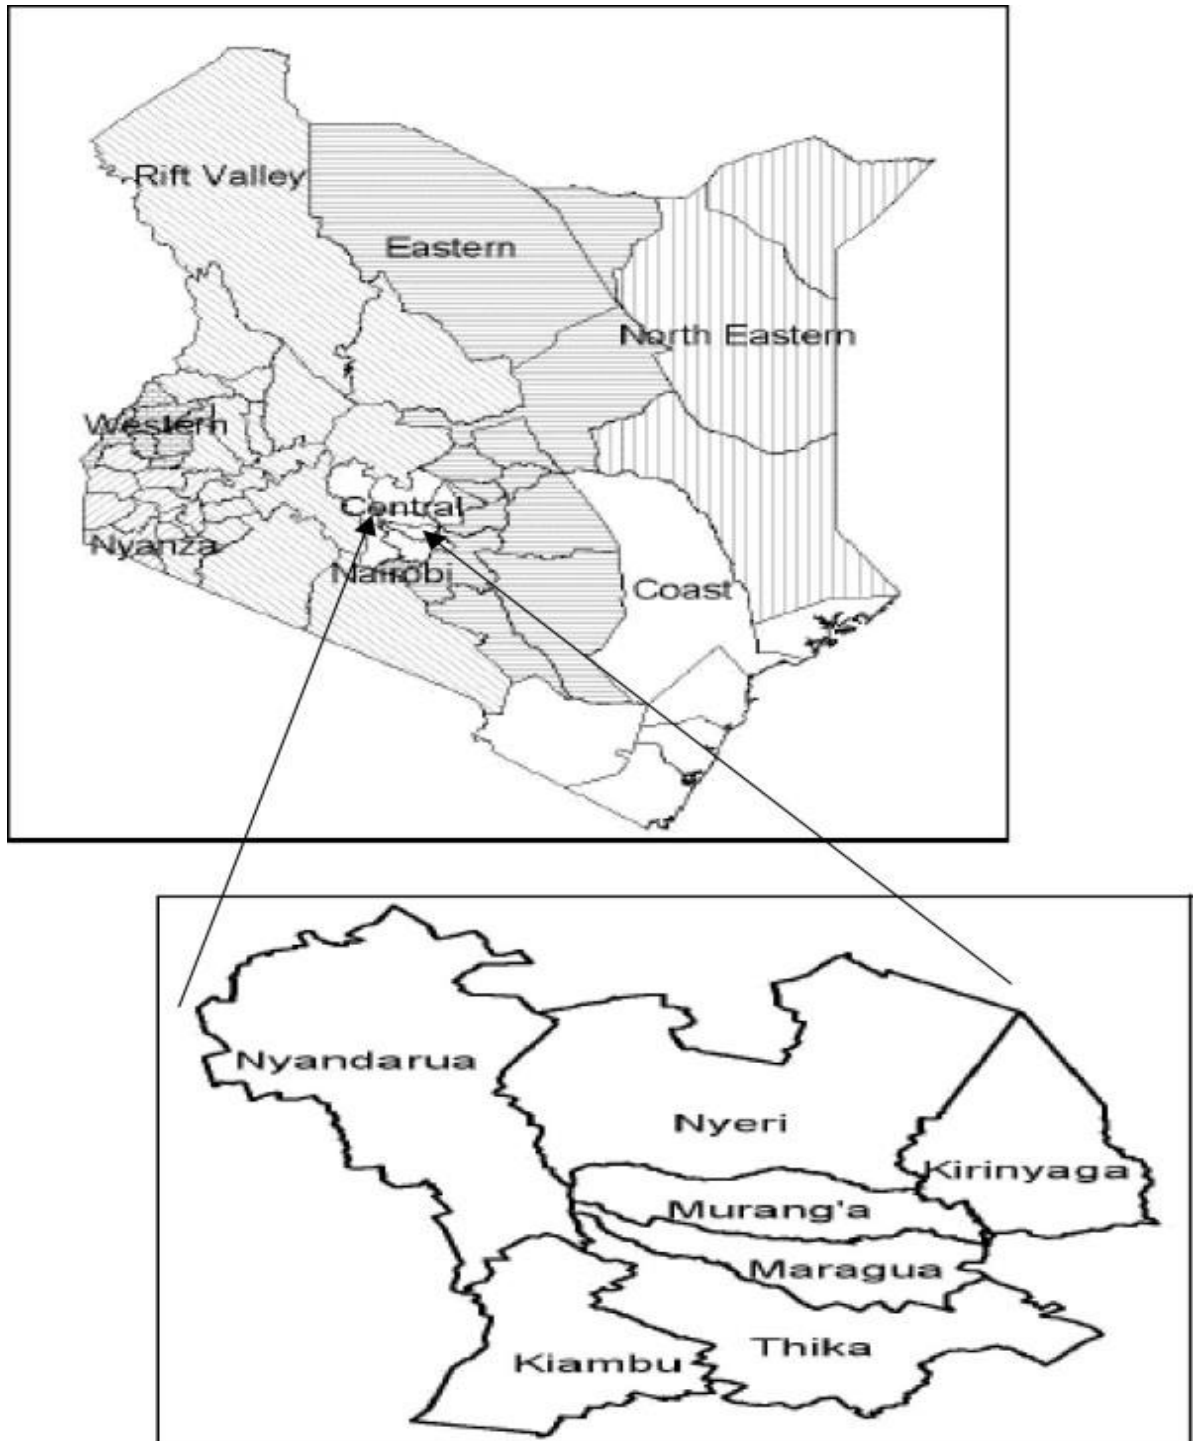 Rift Valley
Eastern
North Eastern
Western
Central
Nyanza
Nairobi
Coast
Nyandarua
Nyeri
Kirinyaga
Murang'a
Maragua
Thika
Kiambu